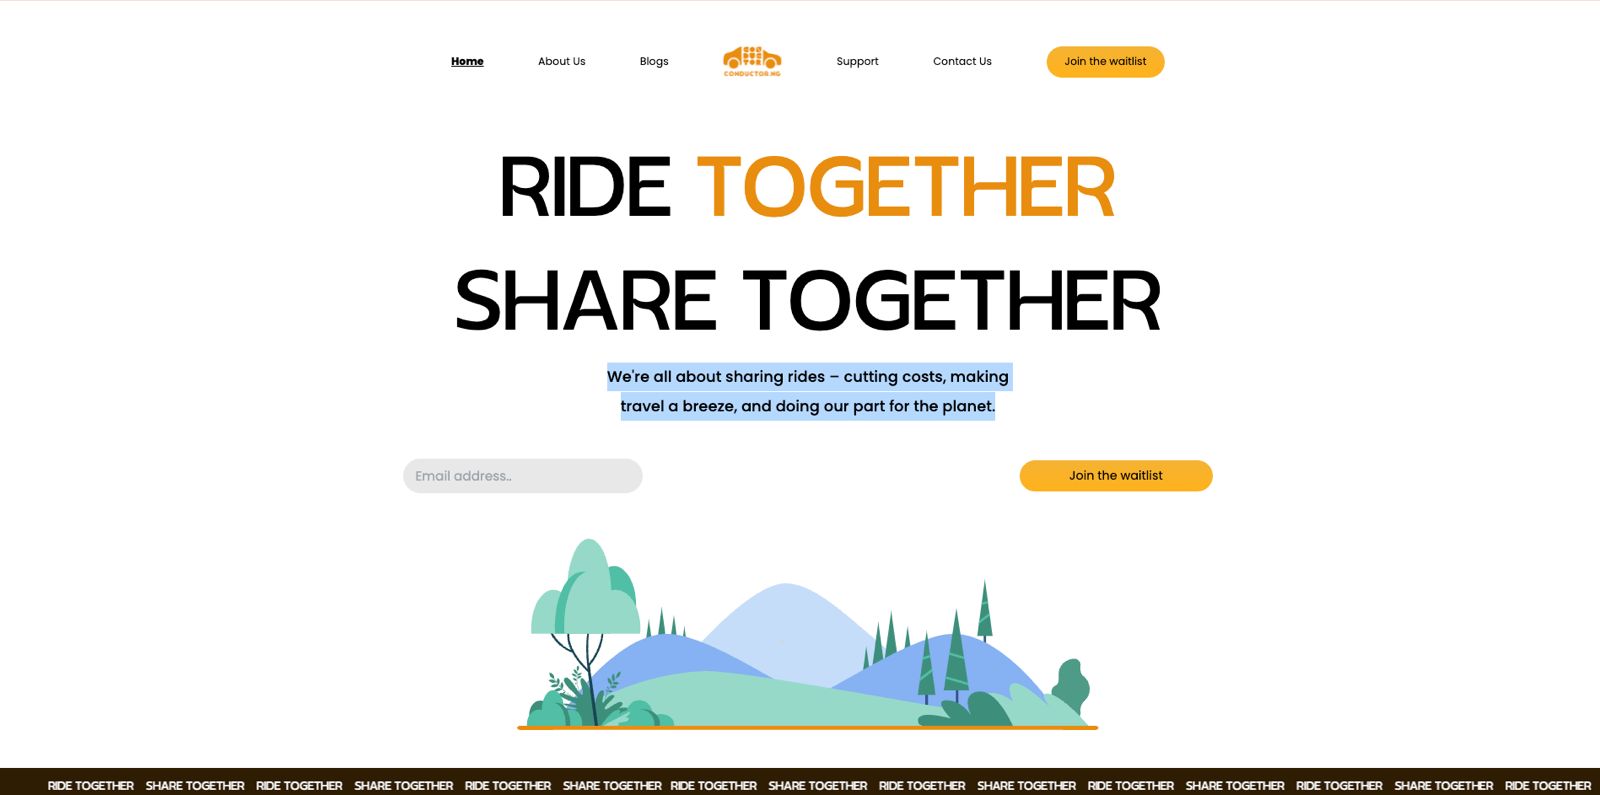 Home
About Us
Blogs
CON
DUC
TOR
CONDUCTOR.NG
Support
Contact Us
Join the waitlist
RIDE TOGETHER
SHARE TOGETHER
We're all about sharing rides – cutting costs, making
travel a breeze, and doing our part for the planet.
Email address..
Join the waitlist
RIDE TOGETHER SHARE TOGETHER RIDE TOGETHER SHARE TOGETHER RIDE TOGETHER SHARE TOGETHER RIDE TOGETHER SHARE TOGETHER RIDE TOGETHER SHARE TOGETHER RIDE TOGETHER SHARE TOGETHER RIDE TOGETHER SHARE TOGETHER RIDE TOGETHER